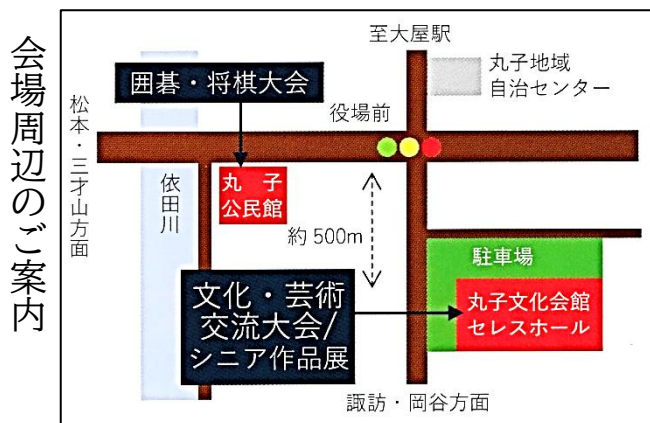 会場周辺のご案内
至大屋駅
丸子地域
自治センター
囲碁・将棋大会
役場前
松本・三才山方面
依田川
丸 子
公民館
約500m
駐車場
文化・芸術
交流大会/
シニア作品展
丸子文化会館
セレスホール
諏訪・岡谷方面